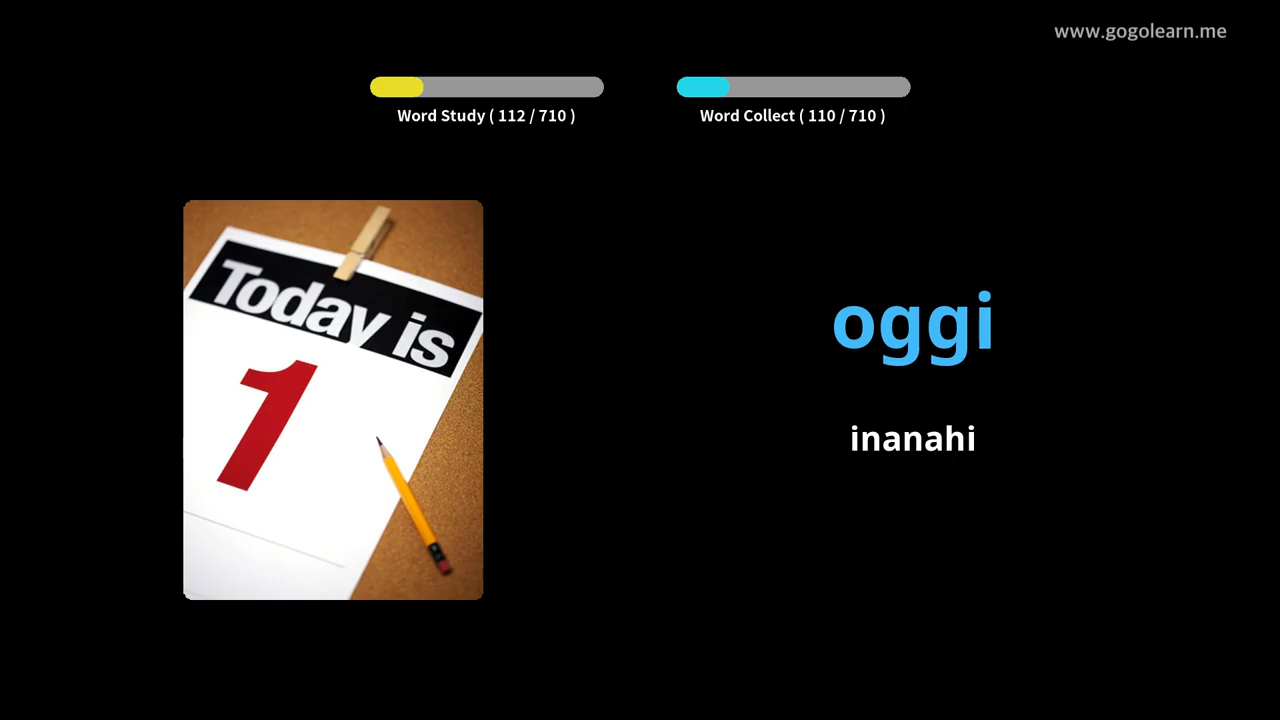 www.gogolearn.me
Word Study ( 112 / 710 )
Word Collect ( 110 / 710 )
Today is
1
oggi
inanahi